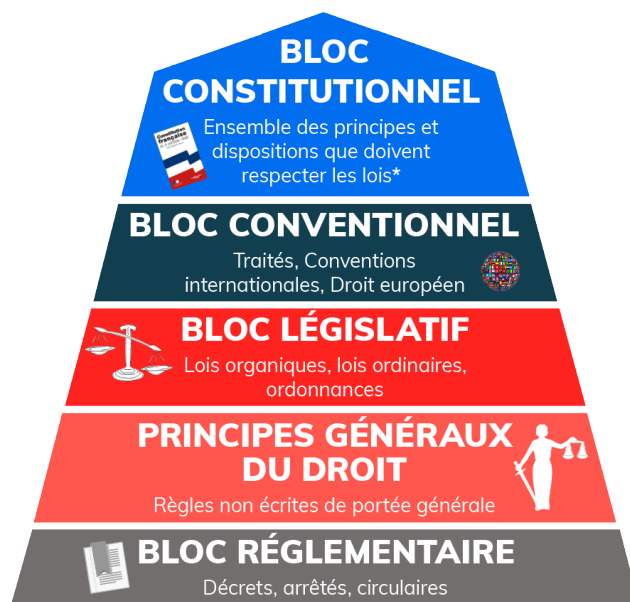 BLOC
CONSTITUTIONNEL
Ensemble des principes et
dispositions que doivent
respecter les lois*
Constitution
française
BLOC CONVENTIONNEL
Traités, Conventions
internationales, Droit européen
BLOC LÉGISLATIF
Lois organiques, lois ordinaires,
ordonnances
PRINCIPES GÉNÉRAUX
DU DROIT
Règles non écrites de portée générale
BLOC RÉGLEMENTAIRE
Décrets, arrêtés, circulaires